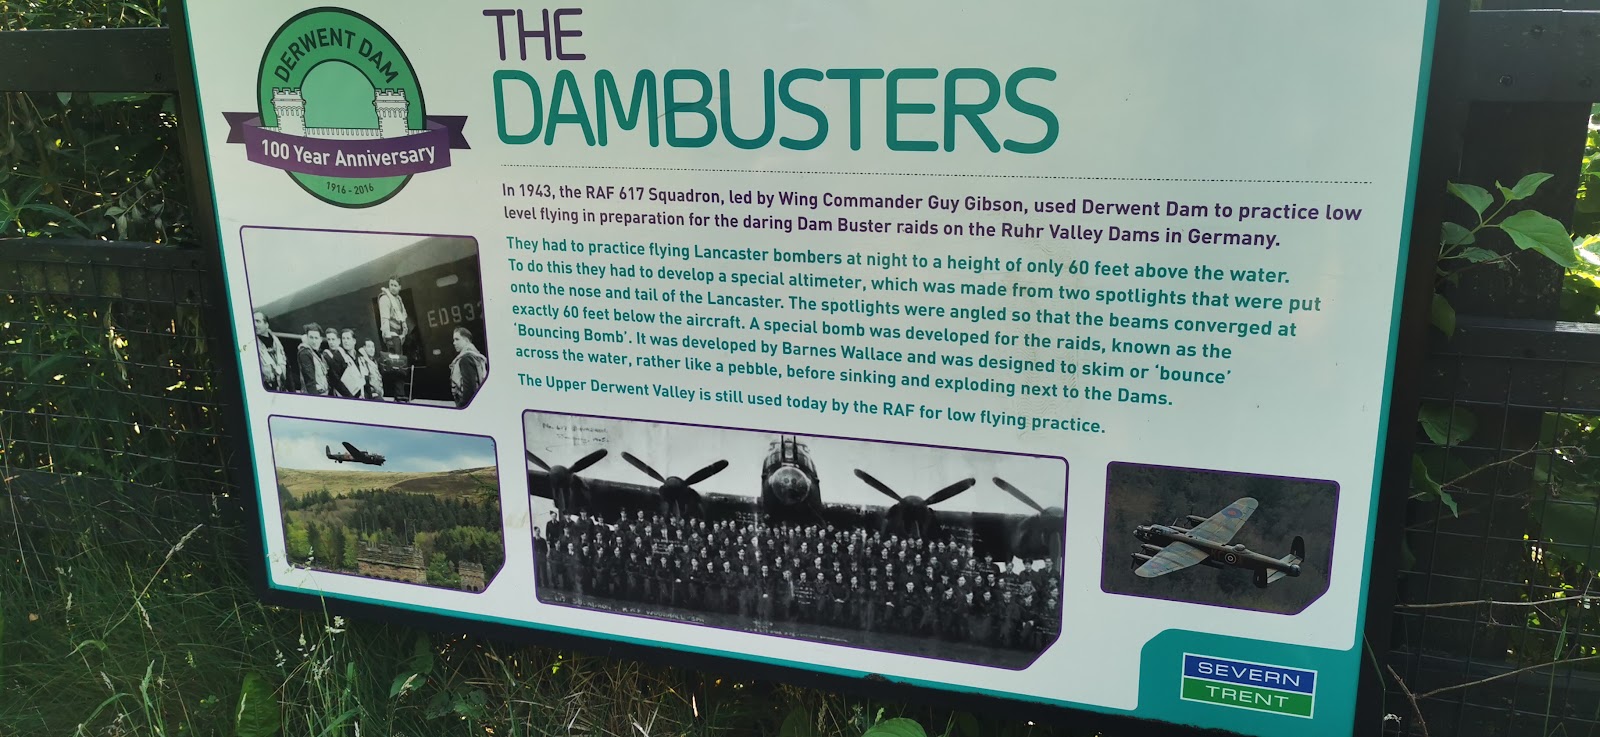 DERWENT DAM
100 Year Anniversary
1916 - 2016
THE
DAMBUSTERS
In 1943, the RAF 617 Squadron, led by Wing Commander Guy Gibson, used Derwent Dam to practice low
level flying in preparation for the daring Dam Buster raids on the Ruhr Valley Dams in Germany.
They had to practice flying Lancaster bombers at night to a height of only 60 feet above the water.
To do this they had to develop a special altimeter, which was made from two spotlights that were put
onto the nose and tail of the Lancaster. The spotlights were angled so that the beams converged at
exactly 60 feet below the aircraft. A special bomb was developed for the raids, known as the
‘Bouncing Bomb’. It was developed by Barnes Wallace and was designed to skim or ‘bounce’
across the water, rather like a pebble, before sinking and exploding next to the Dams.
The Upper Derwent Valley is still used today by the RAF for low flying practice.
ED932
SEVERN
TRENT